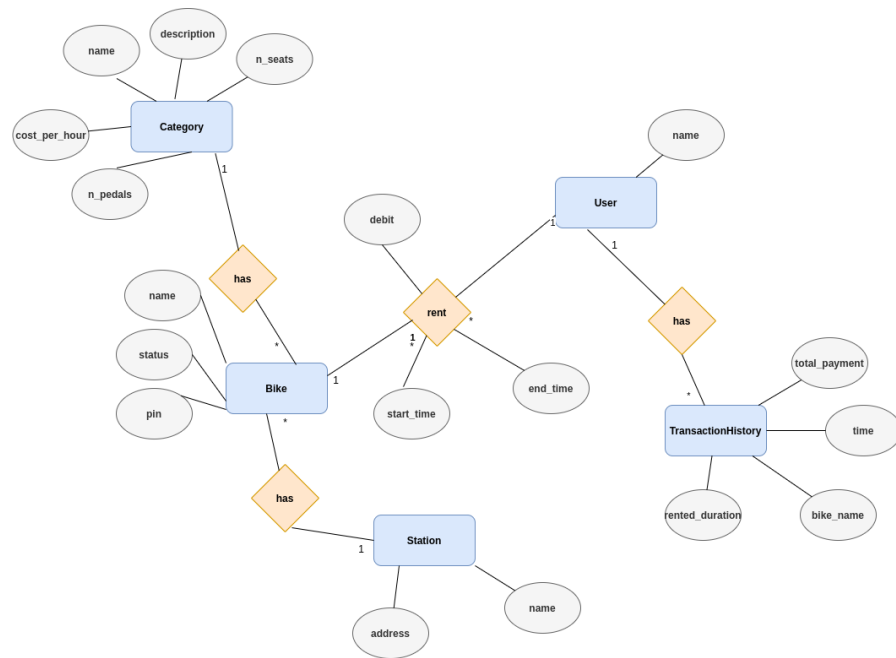 description
name
n_seats
Category
cost_per_hour
name
1
n_pedals
User
debit
1
1
has
name
rent
*
has
1
*
status
*
1
total_payment
Bike
1
end_time
*
pin
start_time
*
TransactionHistory
time
has
rented_duration
bike_name
Station
1
name
address